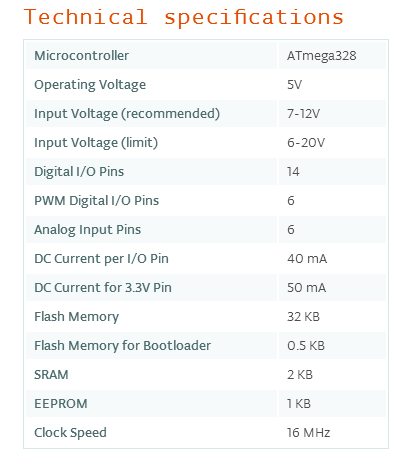 Technical specifications
Microcontroller ATmega328
Operating Voltage 5V
Input Voltage (recommended) 7-12V
Input Voltage (limit) 6-20V
Digital I/O Pins 14
PWM Digital I/O Pins 6
Analog Input Pins 6
DC Current per I/O Pin 40 mA
DC Current for 3.3V Pin 50 mA
Flash Memory 32 KB
Flash Memory for Bootloader 0.5 KB
SRAM 2 KB
EEPROM 1 KB
Clock Speed 16 MHz